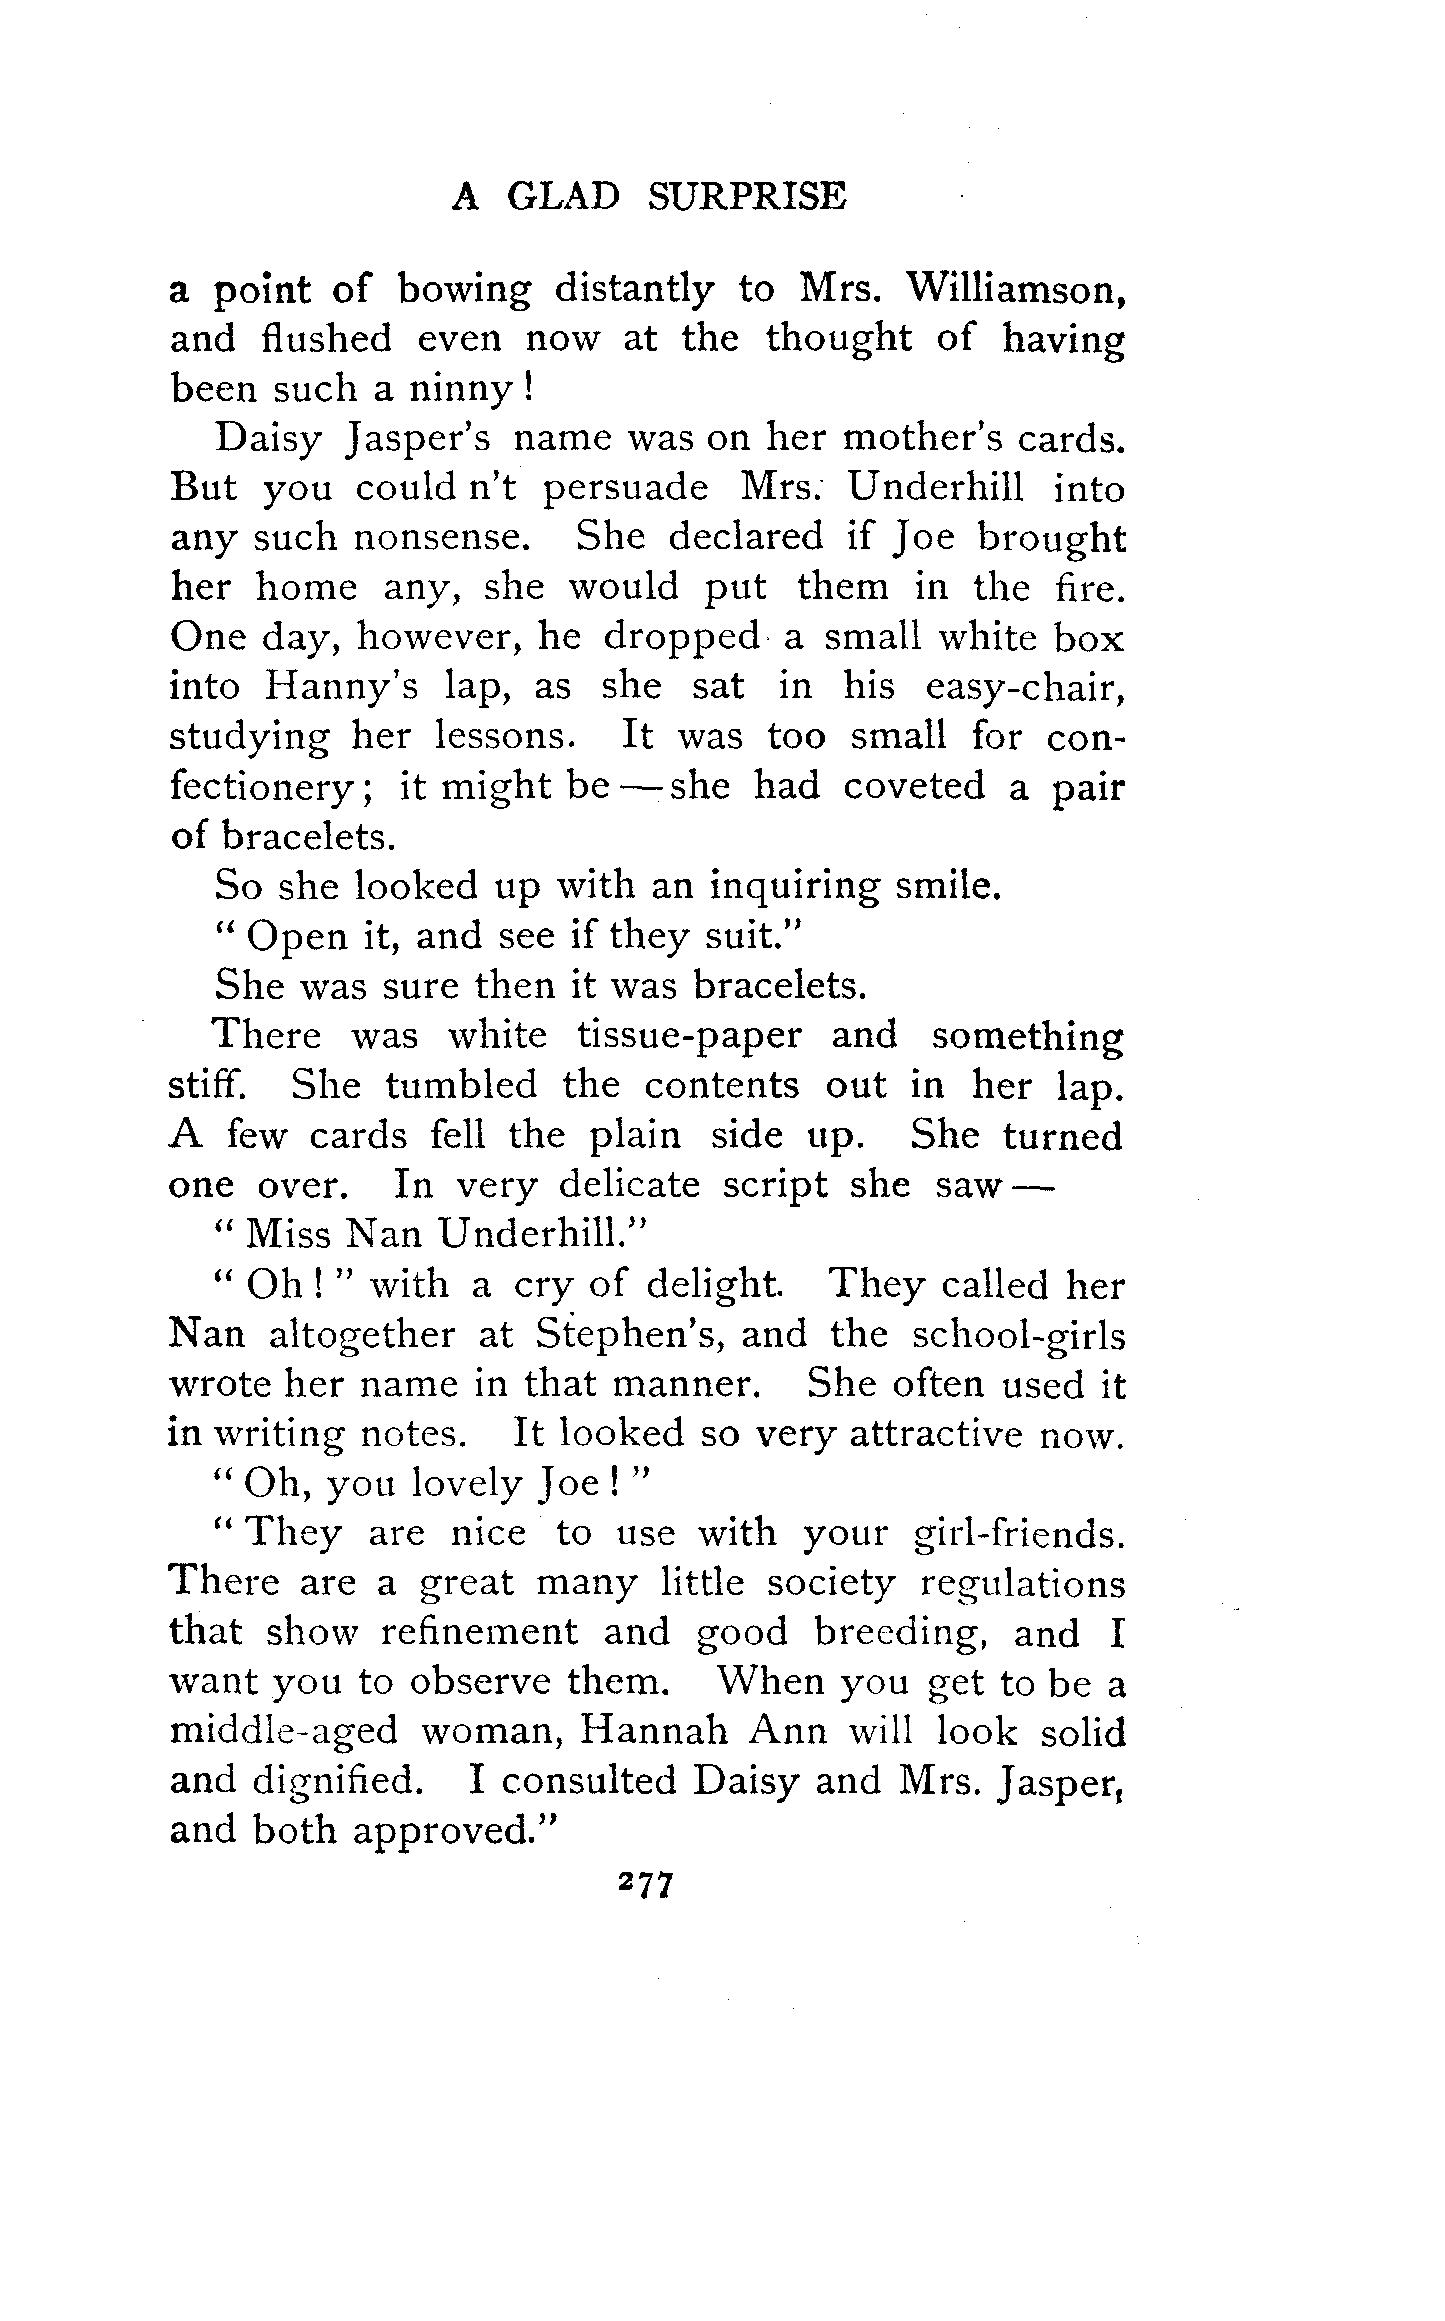 A GLAD SURPRISE
a point of bowing distantly to Mrs. Williamson,
and flushed even now at the thought of having
been such a ninny!
Daisy Jasper's name was on her mother's cards.
But you could n't persuade Mrs. Underhill into
any such nonsense. She declared if Joe brought
her home any, she would put them in the fire.
One day, however, he dropped a small white box
into Hanny's lap, as she sat in his easy-chair,
studying her lessons. It was too small for con-
fectionery; it might be — she had coveted a pair
of bracelets.
So she looked up with an inquiring smile.
"Open it, and see if they suit."
She was sure then it was bracelets.
There was white tissue-paper and something
stiff. She tumbled the contents out in her lap.
A few cards fell the plain side up. She turned
one over. In very delicate script she saw —
"Miss Nan Underhill."
"Oh!" with a cry of delight. They called her
Nan altogether at Stephen's, and the school-girls
wrote her name in that manner. She often used it
in writing notes. It looked so very attractive now.
"Oh, you lovely Joe!"
"They are nice to use with your girl-friends.
There are a great many little society regulations
that show refinement and good breeding, and I
want you to observe them. When you get to be a
middle-aged woman, Hannah Ann will look solid
and dignified. I consulted Daisy and Mrs. Jasper,
and both approved."
277